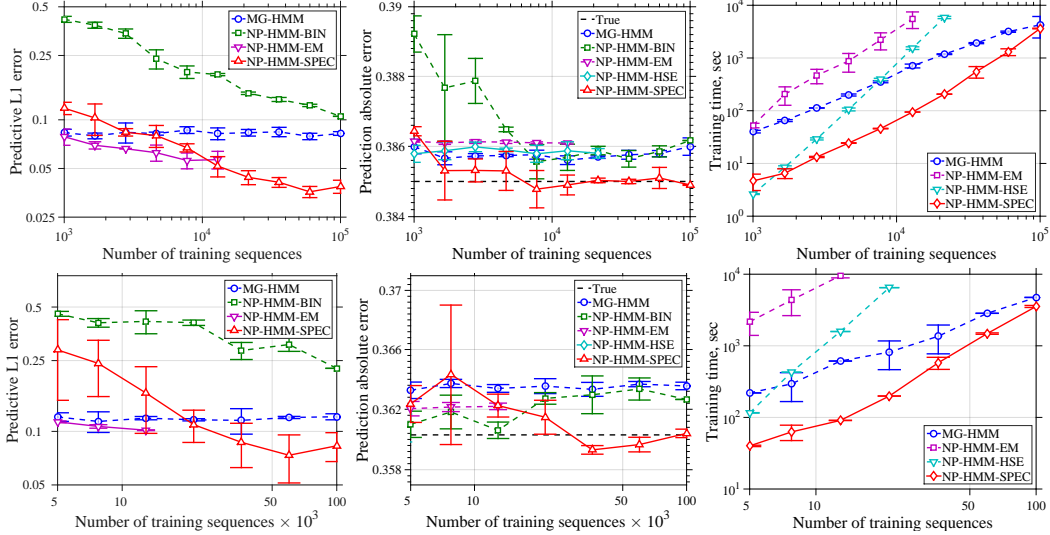 Predictive L1 error
0.5
0.25
0.1
0.05
0.025
10^3
10^4
10^5
Number of training sequences
MG-HMM
NP-HMM-BIN
NP-HMM-EM
NP-HMM-SPEC
Prediction absolute error
0.39
0.388
0.386
0.384
10^3
10^4
10^5
Number of training sequences
True
MG-HMM
NP-HMM-BIN
NP-HMM-EM
NP-HMM-HSE
NP-HMM-SPEC
Training time, sec
10^4
10^3
10^2
10^1
10^0
10^3
10^4
10^5
Number of training sequences
MG-HMM
NP-HMM-EM
NP-HMM-HSE
NP-HMM-SPEC
Predictive L1 error
0.5
0.25
0.1
0.05
5
10
50
100
Number of training sequences × 10^3
MG-HMM
NP-HMM-BIN
NP-HMM-EM
NP-HMM-SPEC
Prediction absolute error
0.37
0.366
0.362
0.358
5
10
50
100
Number of training sequences × 10^3
True
MG-HMM
NP-HMM-BIN
NP-HMM-EM
NP-HMM-HSE
NP-HMM-SPEC
Training time, sec
10^4
10^3
10^2
10^1
5
10
50
100
Number of training sequences
MG-HMM
NP-HMM-EM
NP-HMM-HSE
NP-HMM-SPEC